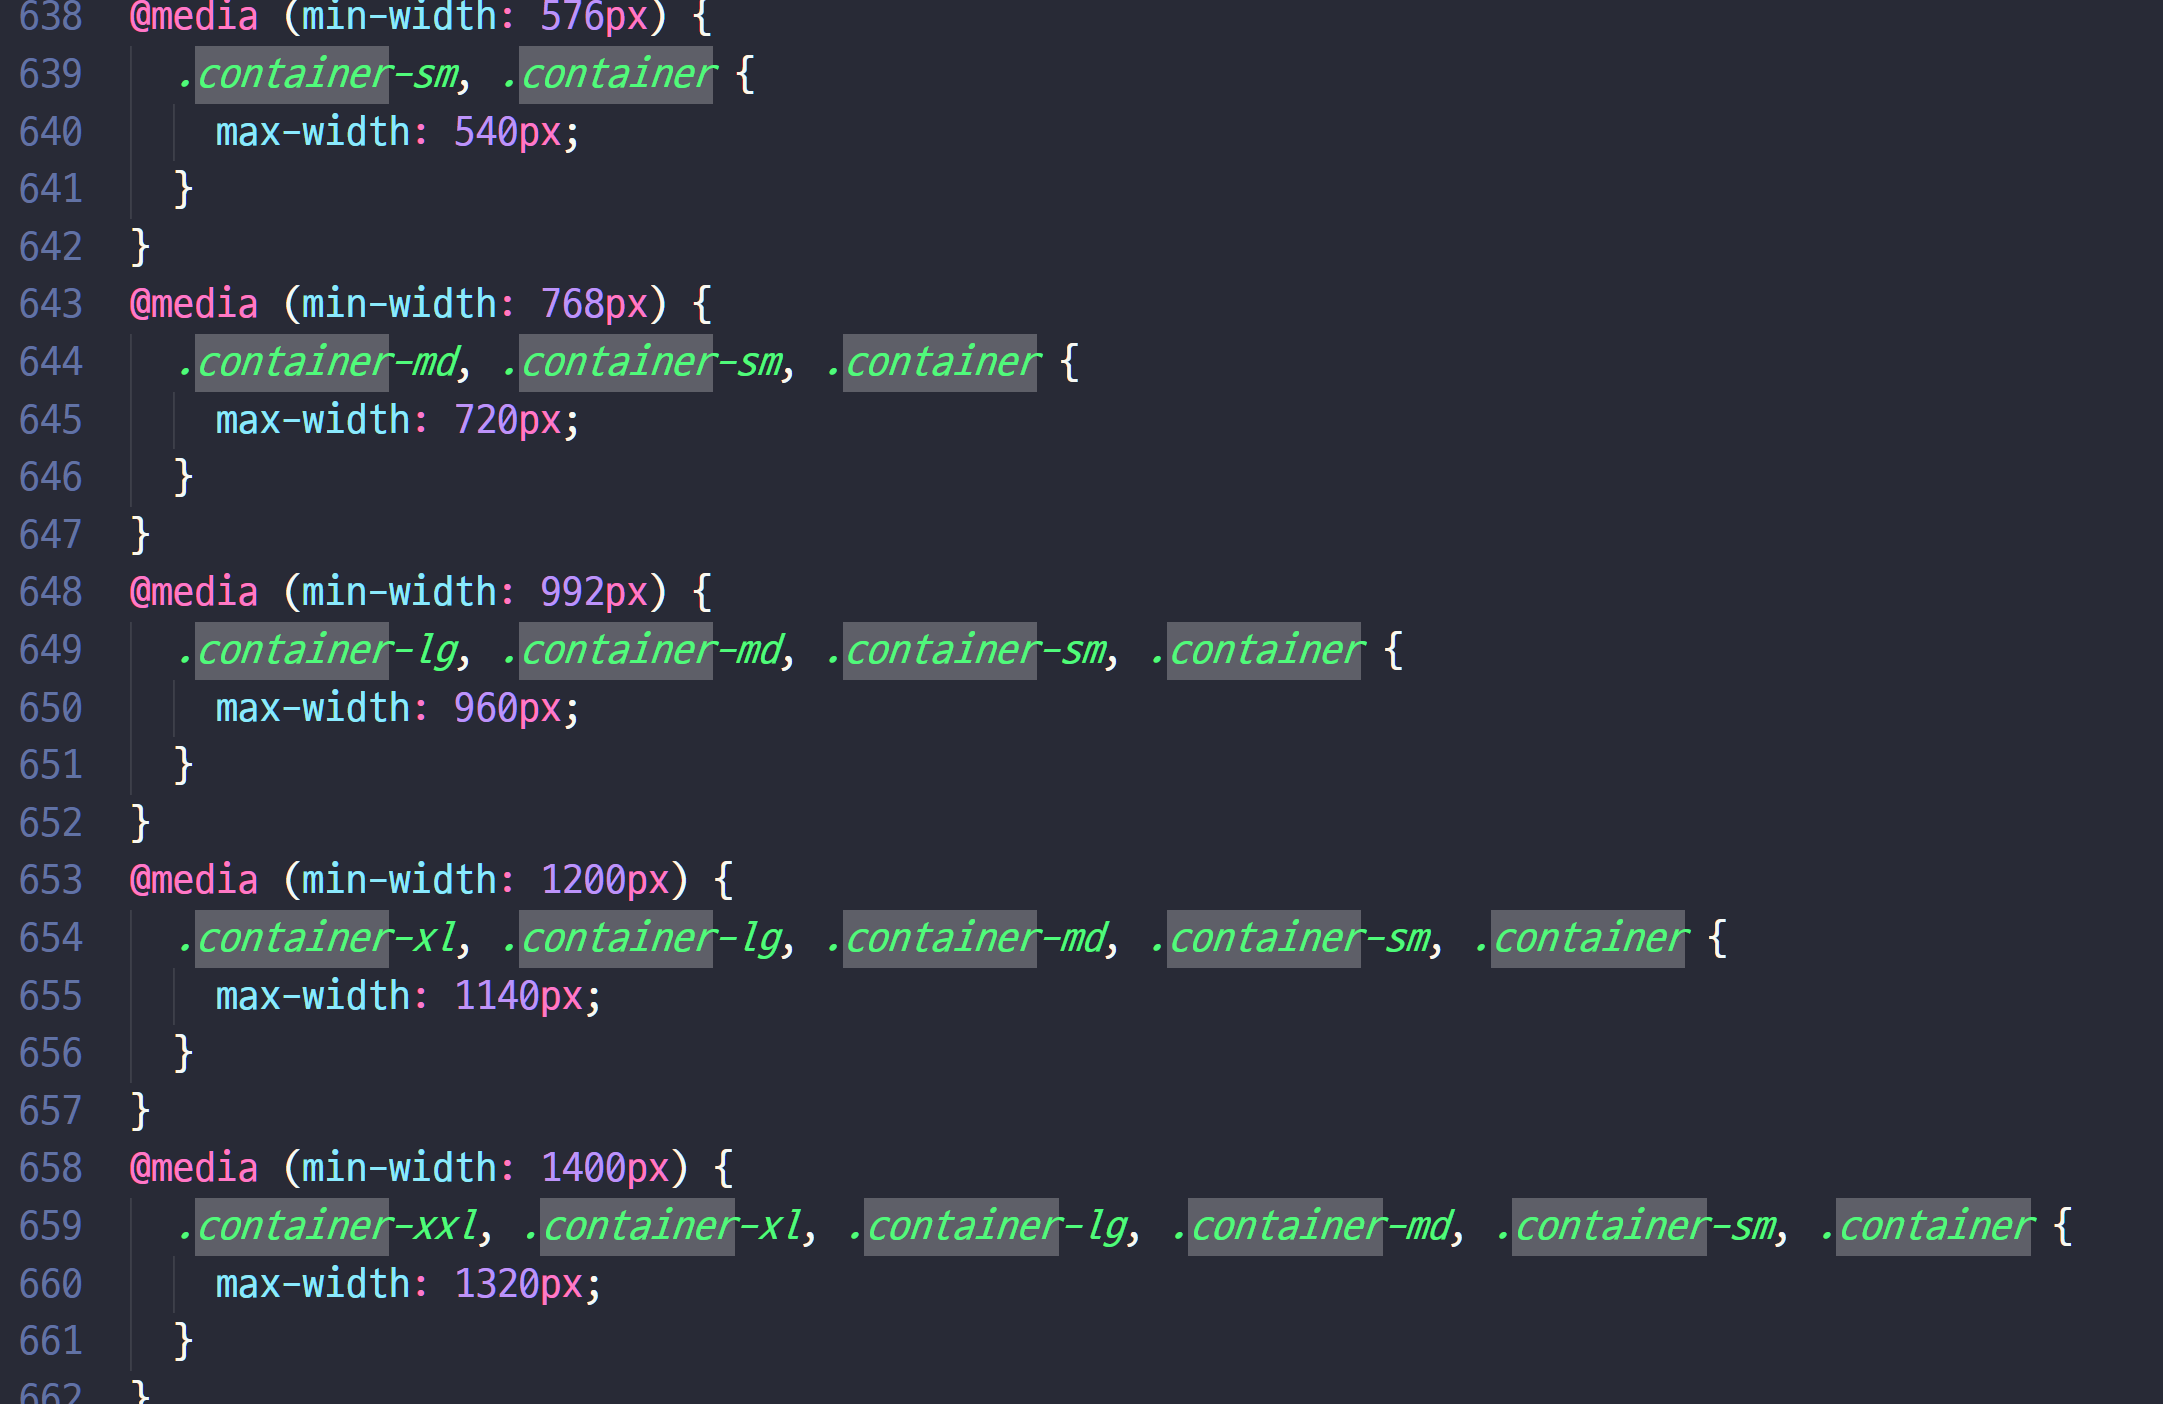 638 @media (min-width: 576px) {
639 .container-sm, .container {
640 max-width: 540px;
641 }
642 }
643 @media (min-width: 768px) {
644 .container-md, .container-sm, .container {
645 max-width: 720px;
646 }
647 }
648 @media (min-width: 992px) {
649 .container-lg, .container-md, .container-sm, .container {
650 max-width: 960px;
651 }
652 }
653 @media (min-width: 1200px) {
654 .container-xl, .container-lg, .container-md, .container-sm, .container {
655 max-width: 1140px;
656 }
657 }
658 @media (min-width: 1400px) {
659 .container-xxl, .container-xl, .container-lg, .container-md, .container-sm, .container {
660 max-width: 1320px;
661 }
662 }